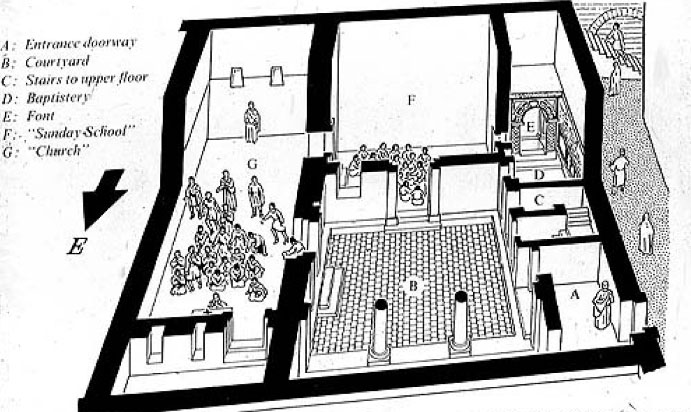 A: Entrance doorway
B: Courtyard
C: Stairs to upper floor
D: Baptistery
E: Font
F: "Sunday-School"
G: "Church"
E
F
E
G
D
C
B
A